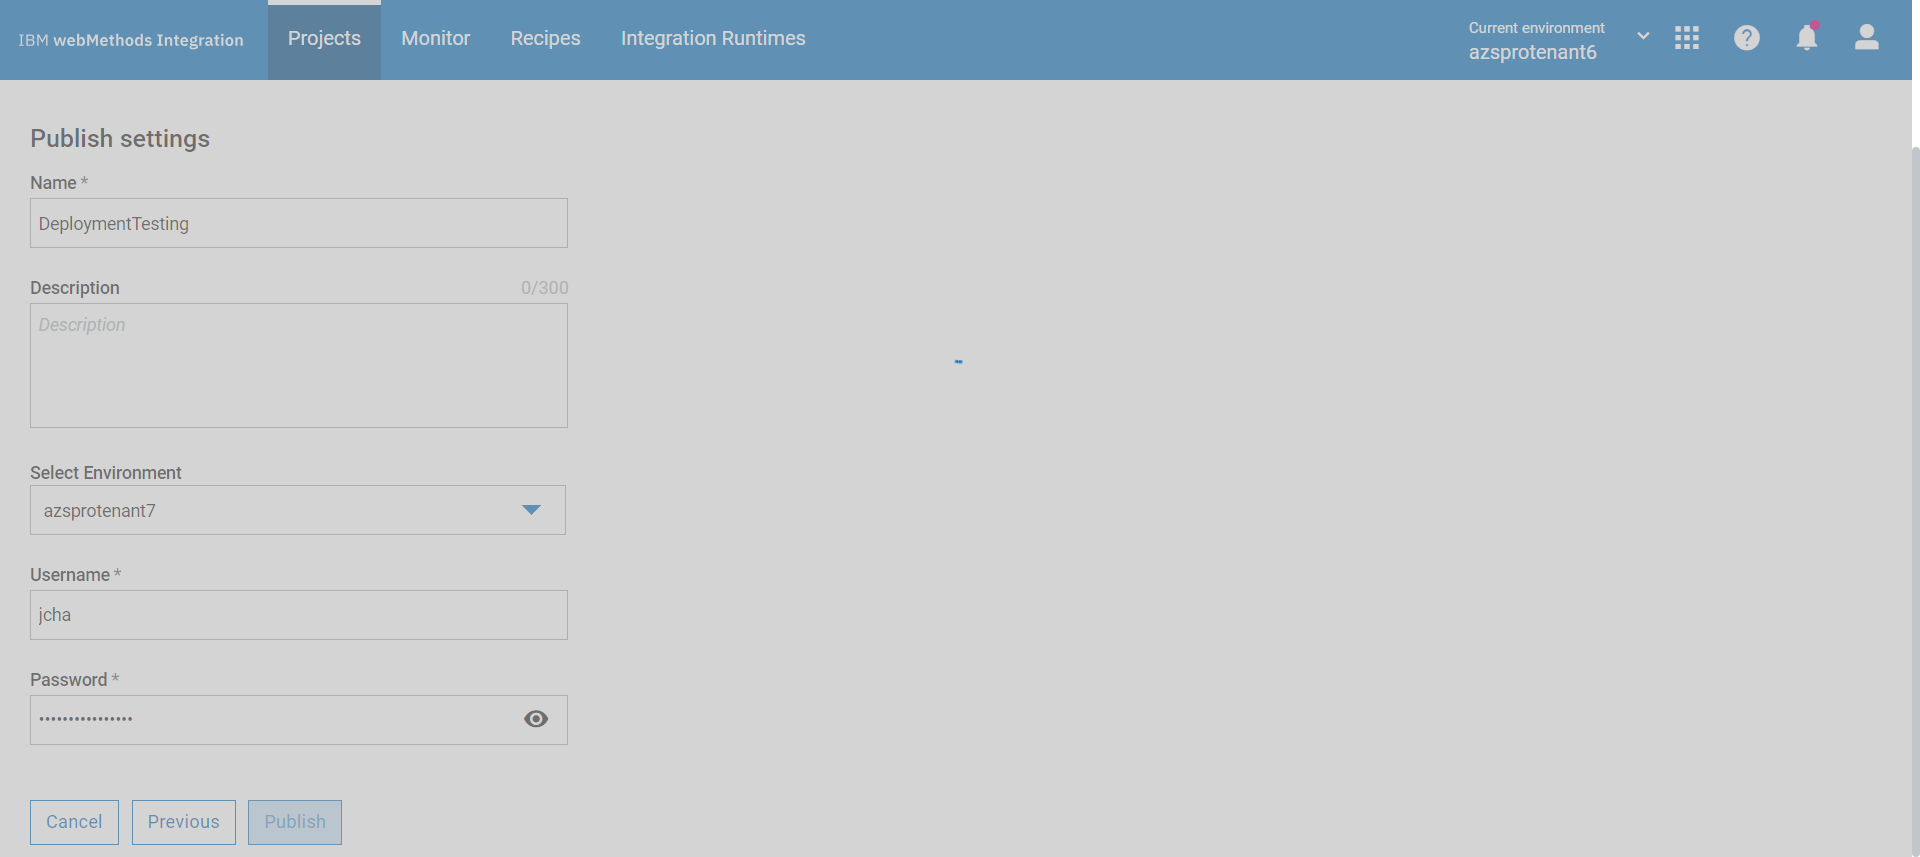 IBM webMethods Integration
Projects
Monitor
Recipes
Integration Runtimes
Current environment
azsprotenant6
Publish settings
Name *
DeploymentTesting
Description
0/300
Description
Select Environment
azsprotenant7
Username *
jcha
Password *
••••••••••••••••
Cancel
Previous
Publish